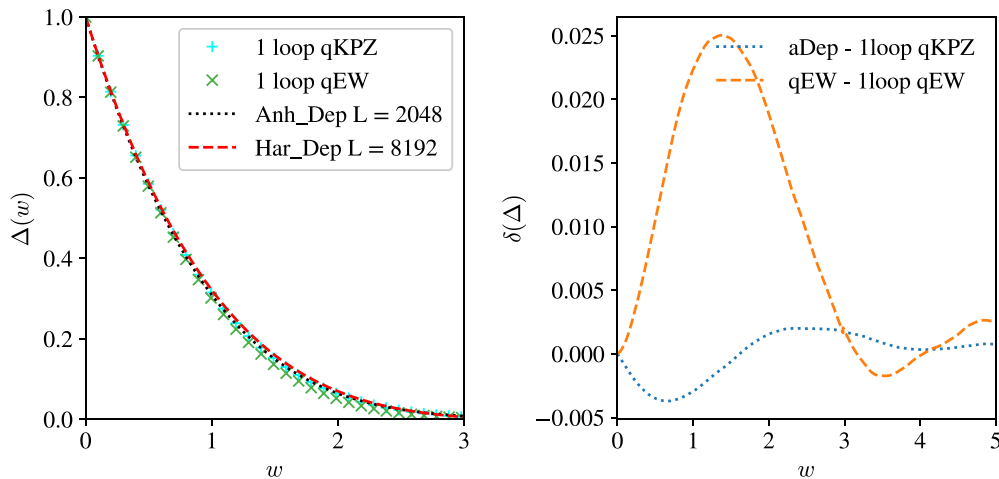 1.0
0.8
0.6
0.4
0.2
0.0
Δ(w)
0
1
2
3
w
1 loop qKPZ
1 loop qEW
Anh_Dep L = 2048
Har_Dep L = 8192
0.025
0.020
0.015
0.010
0.005
0.000
−0.005
δ(Δ)
0
1
2
3
4
5
w
aDep - 1loop qKPZ
qEW - 1loop qEW